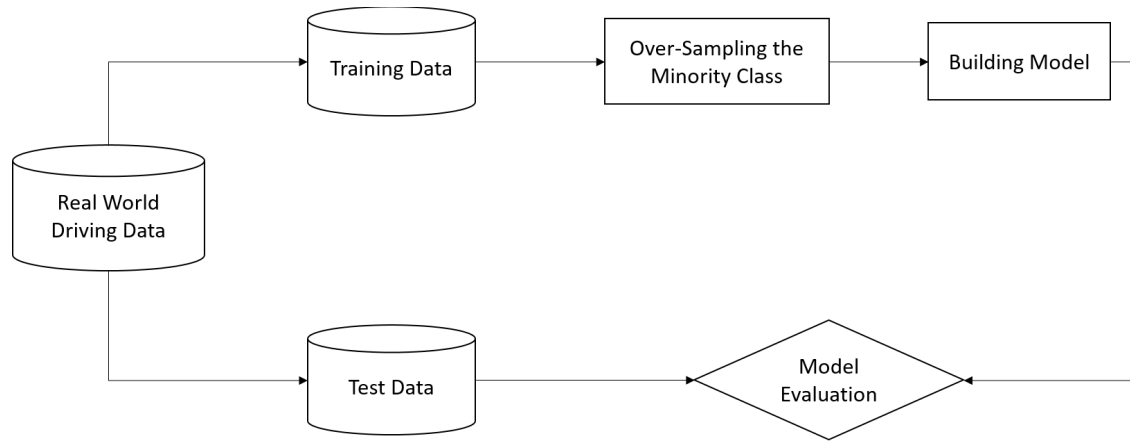 Training Data
Over-Sampling the
Minority Class
Building Model
Real World
Driving Data
Test Data
Model
Evaluation